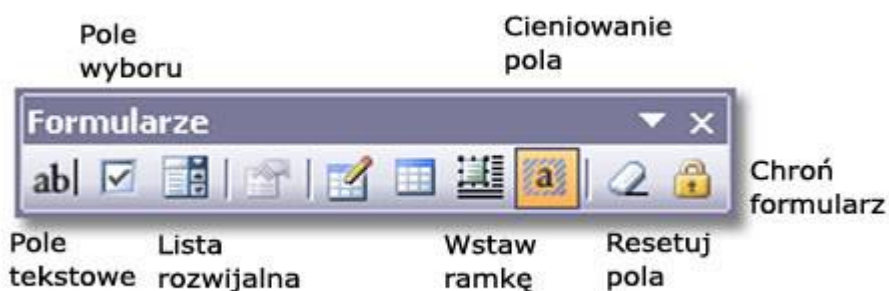 Pole
wyboru
Cieniowanie
pola
Formularze
ab
a
Chroń
formularz
Pole
tekstowe
Lista
rozwijalna
Wstaw
ramkę
Resetuj
pola